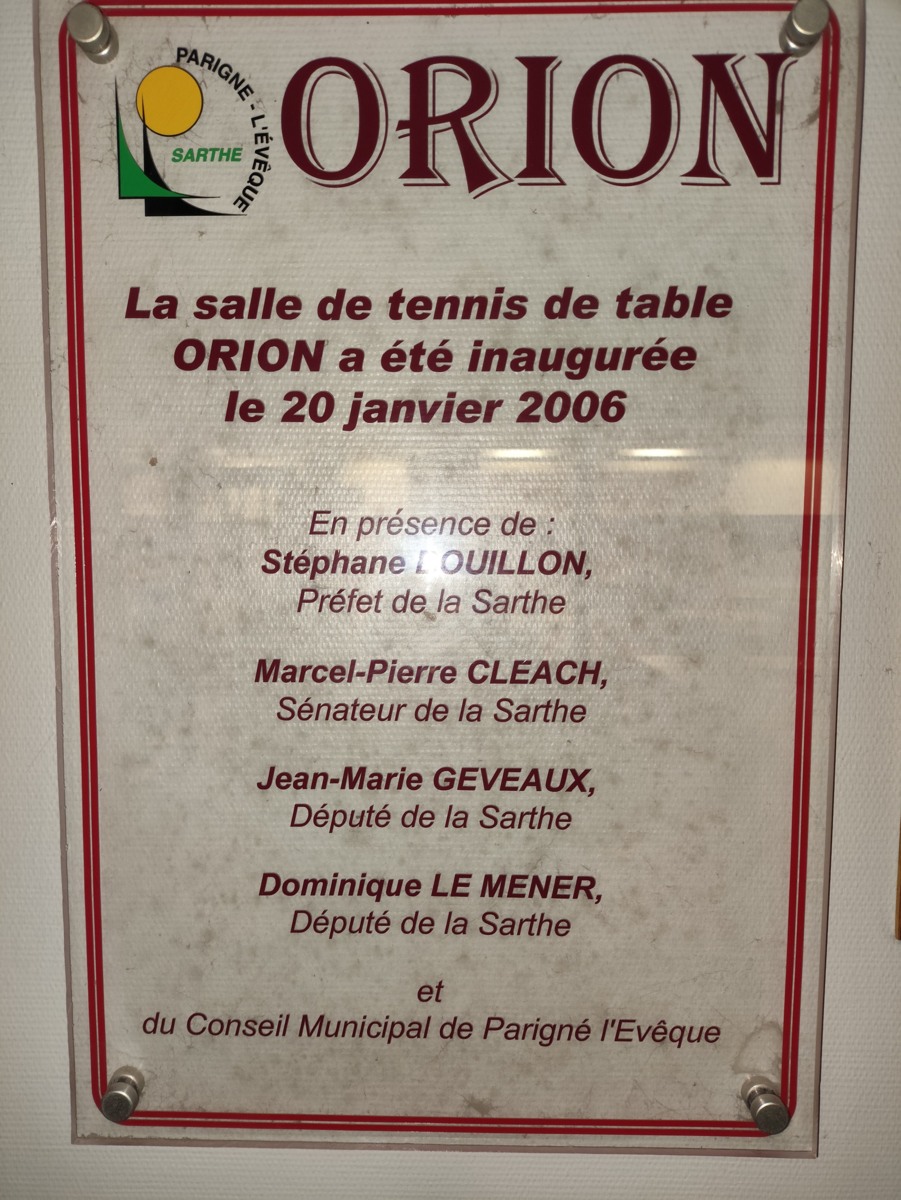 PARIGNE - L'ÉVÊQUE
SARTHE
ORION
La salle de tennis de table
ORION a été inaugurée
le 20 janvier 2006
En présence de :
Stéphane
Préfet de la Sarthe
Marcel-Pierre CLEACH,
Sénateur de la Sarthe
Jean-Marie GEVEAUX,
Député de la Sarthe
Dominique LE MENER,
Député de la Sarthe
et
du Conseil Municipal de Parigné l'Evêque